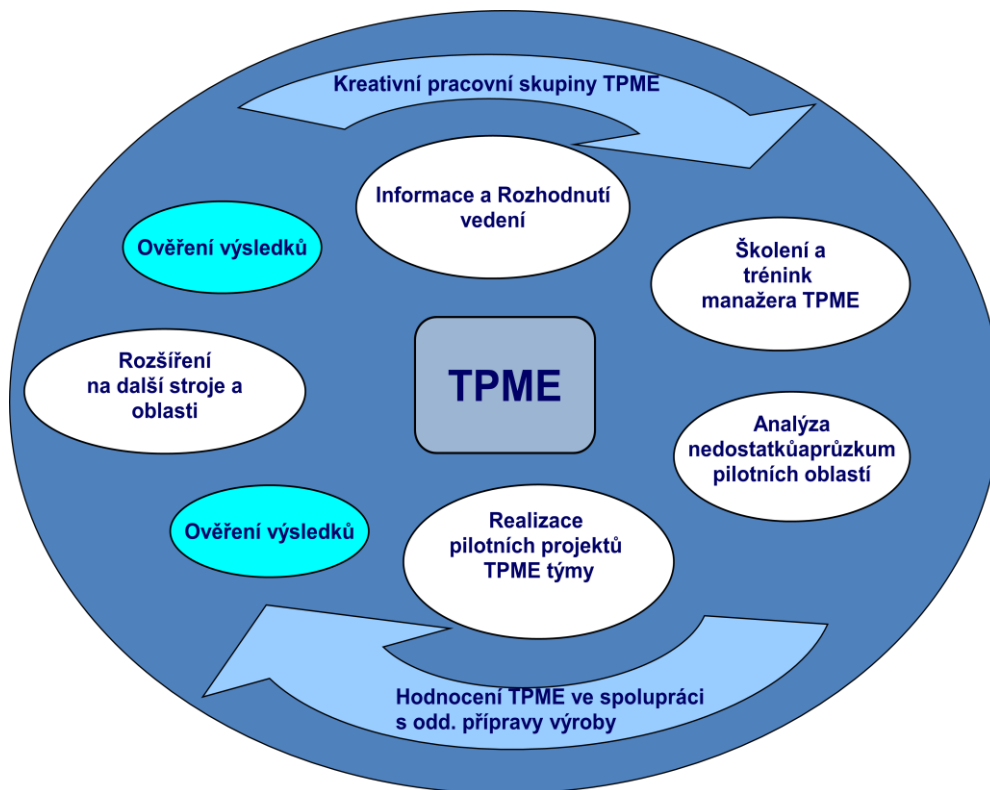 Kreativní pracovní skupiny TPME
Informace a Rozhodnutí
vedení
Ověření výsledků
Školení a
trénink
manažera TPME
Rozšíření
na další stroje a
oblasti
TPME
Analýza
nedostatkůaprůzkum
pilotních oblastí
Ověření výsledků
Realizace
pilotních projektů
TPME týmy
Hodnocení TPME ve spolupráci
s odd. přípravy výroby